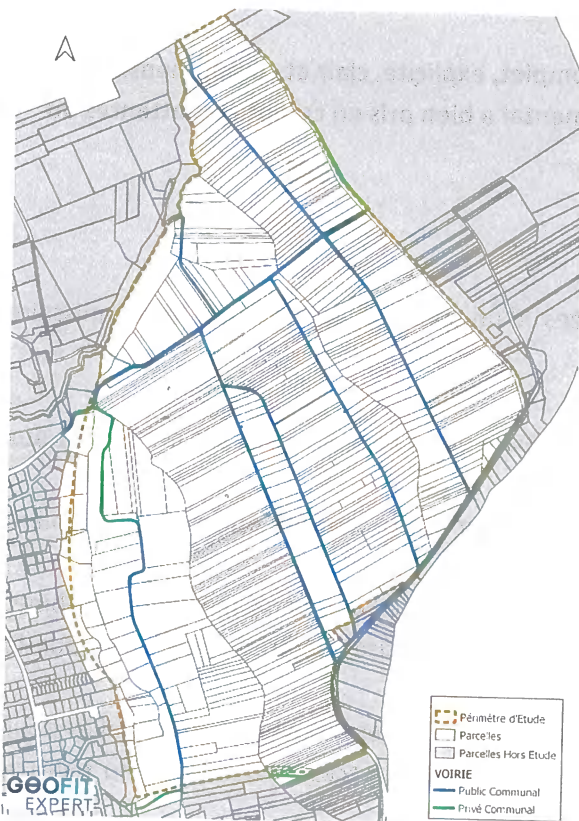 Périmètre d'Etude
Parcelles
Parcelles Hors Etude
VOIRIE
Public Communal
Privé Communal
GEOFIT
EXPERT